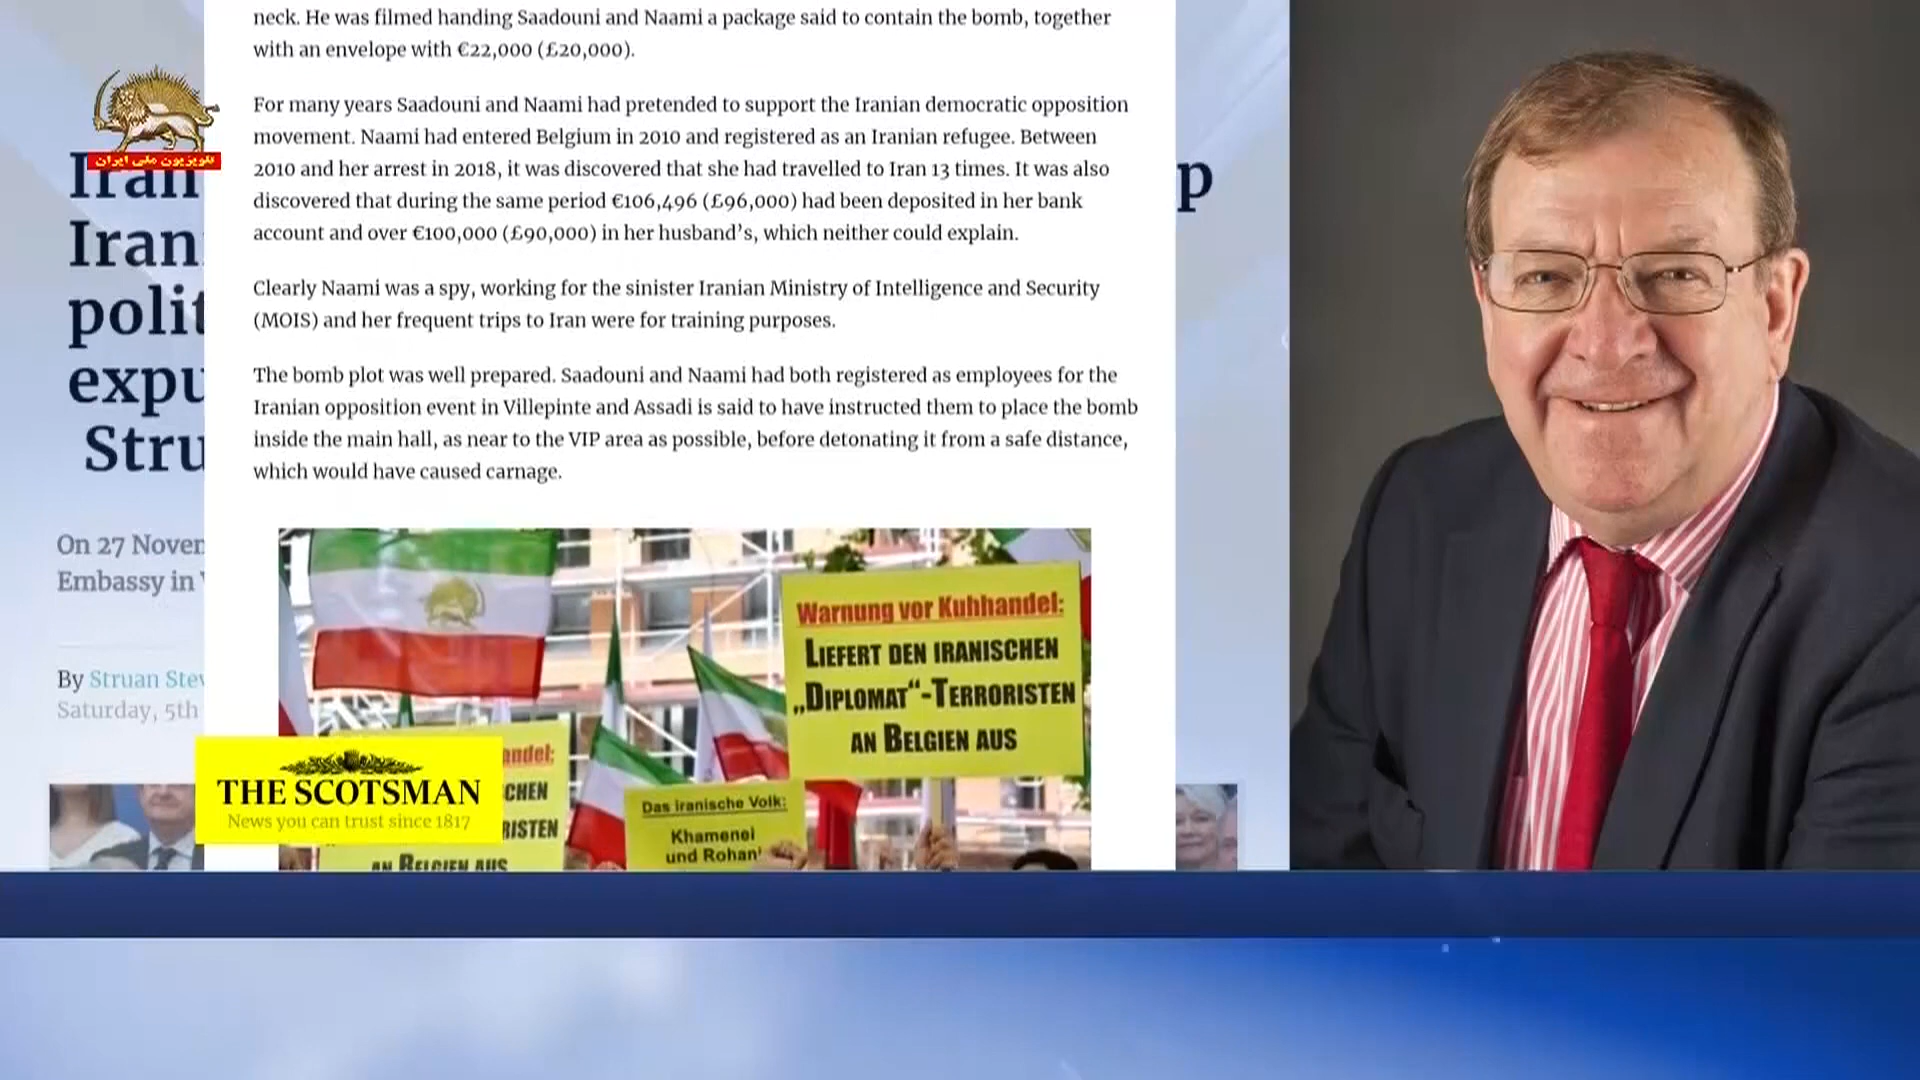 neck. He was filmed handing Saadouni and Naami a package said to contain the bomb, together
with an envelope with €22,000 (£20,000).
For many years Saadouni and Naami had pretended to support the Iranian democratic opposition
movement. Naami had entered Belgium in 2010 and registered as an Iranian refugee. Between
2010 and her arrest in 2018, it was discovered that she had travelled to Iran 13 times. It was also
discovered that during the same period €106,496 (£96,000) had been deposited in her bank
account and over €100,000 (£90,000) in her husband's, which neither could explain.
Clearly Naami was a spy, working for the sinister Iranian Ministry of Intelligence and Security
(MOIS) and her frequent trips to Iran were for training purposes.
The bomb plot was well prepared. Saadouni and Naami had both registered as employees for the
Iranian opposition event in Villepinte and Assadi is said to have instructed them to place the bomb
inside the main hall, as near to the VIP area as possible, before detonating it from a safe distance,
which would have caused carnage.
تلویزیون ملی ایران
Iran
Iran
polit
expu
Stru
p
On 27 Noven
Embassy in
By Struan Stev
Saturday, 5th
THE SCOTSMAN
News you can trust since 1817
Warnung vor Kuhhandel:
LIEFERT DEN IRANISCHEN
„DIPLOMAT“-TERRORISTEN
AN BELGIEN AUS
andel:
CHEN
RISTEN
AN BELGIEN AUS
Das iranische Volk:
Khamenei
und Rohani